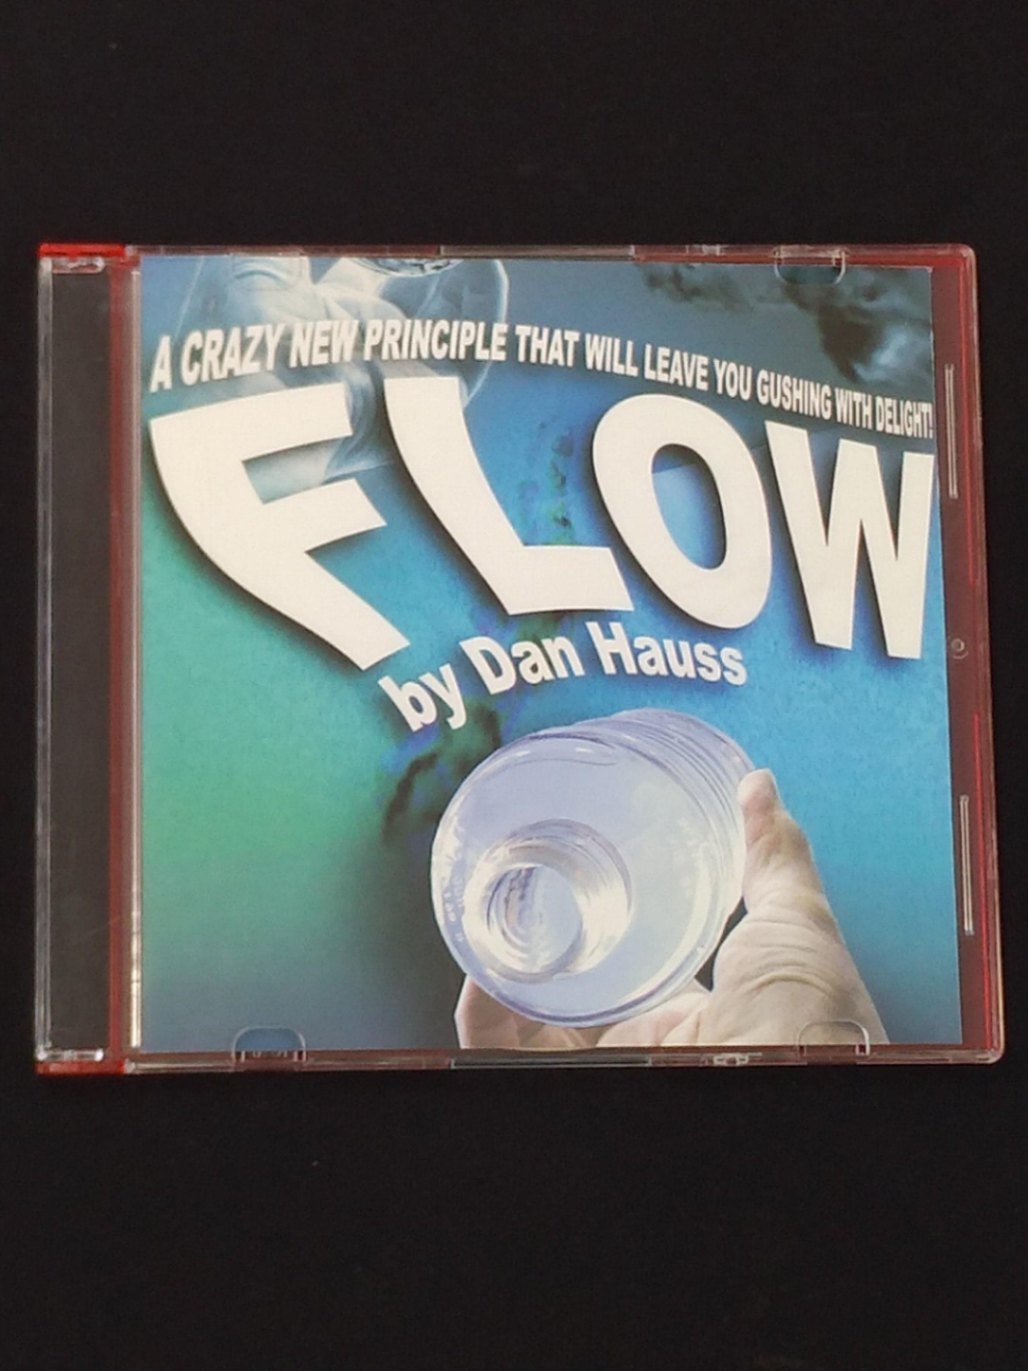 A CRAZY NEW PRINCIPLE THAT WILL LEAVE YOU GUSHING WITH DELIGHT!
FLOW
by Dan Hauss